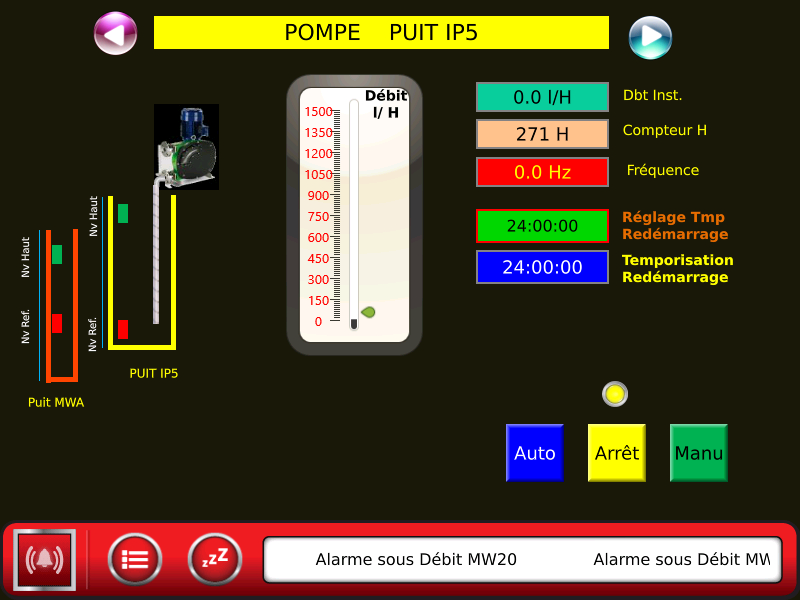 POMPE PUIT IP5
Débit
l/ H
1500
1350
1200
1050
900
750
600
450
300
150
0
0.0 l/H
Dbt Inst.
271 H
Compteur H
0.0 Hz
Fréquence
24:00:00
Réglage Tmp
Redémarrage
24:00:00
Temporisation
Redémarrage
Nv Haut
Nv Ref.
Nv Haut
Nv Ref.
PUIT IP5
Puit MWA
Auto
Arrêt
Manu
zzZ
Alarme sous Débit MW20
Alarme sous Débit MW